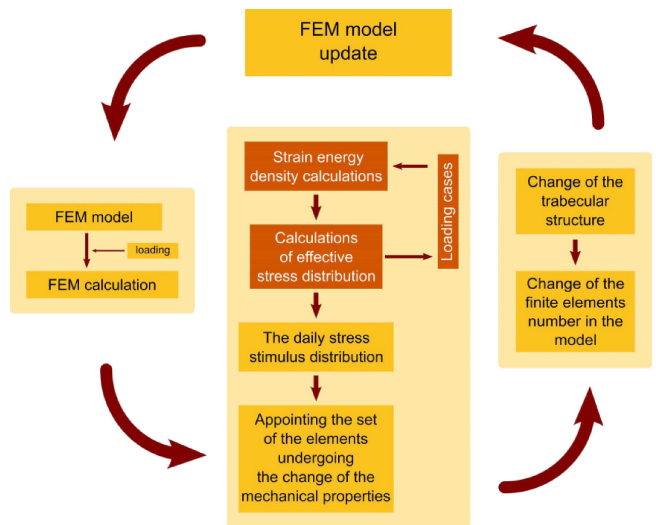 FEM model
update
FEM model
loading
FEM calculation
Strain energy
density calculations
Calculations
of effective
stress distribution
Loading cases
The daily stress
stimulus distribution
Appointing the set
of the elements
undergoing
the change of the
mechanical properties
Change of the
trabecular
structure
Change of the
finite elements
number in the
model